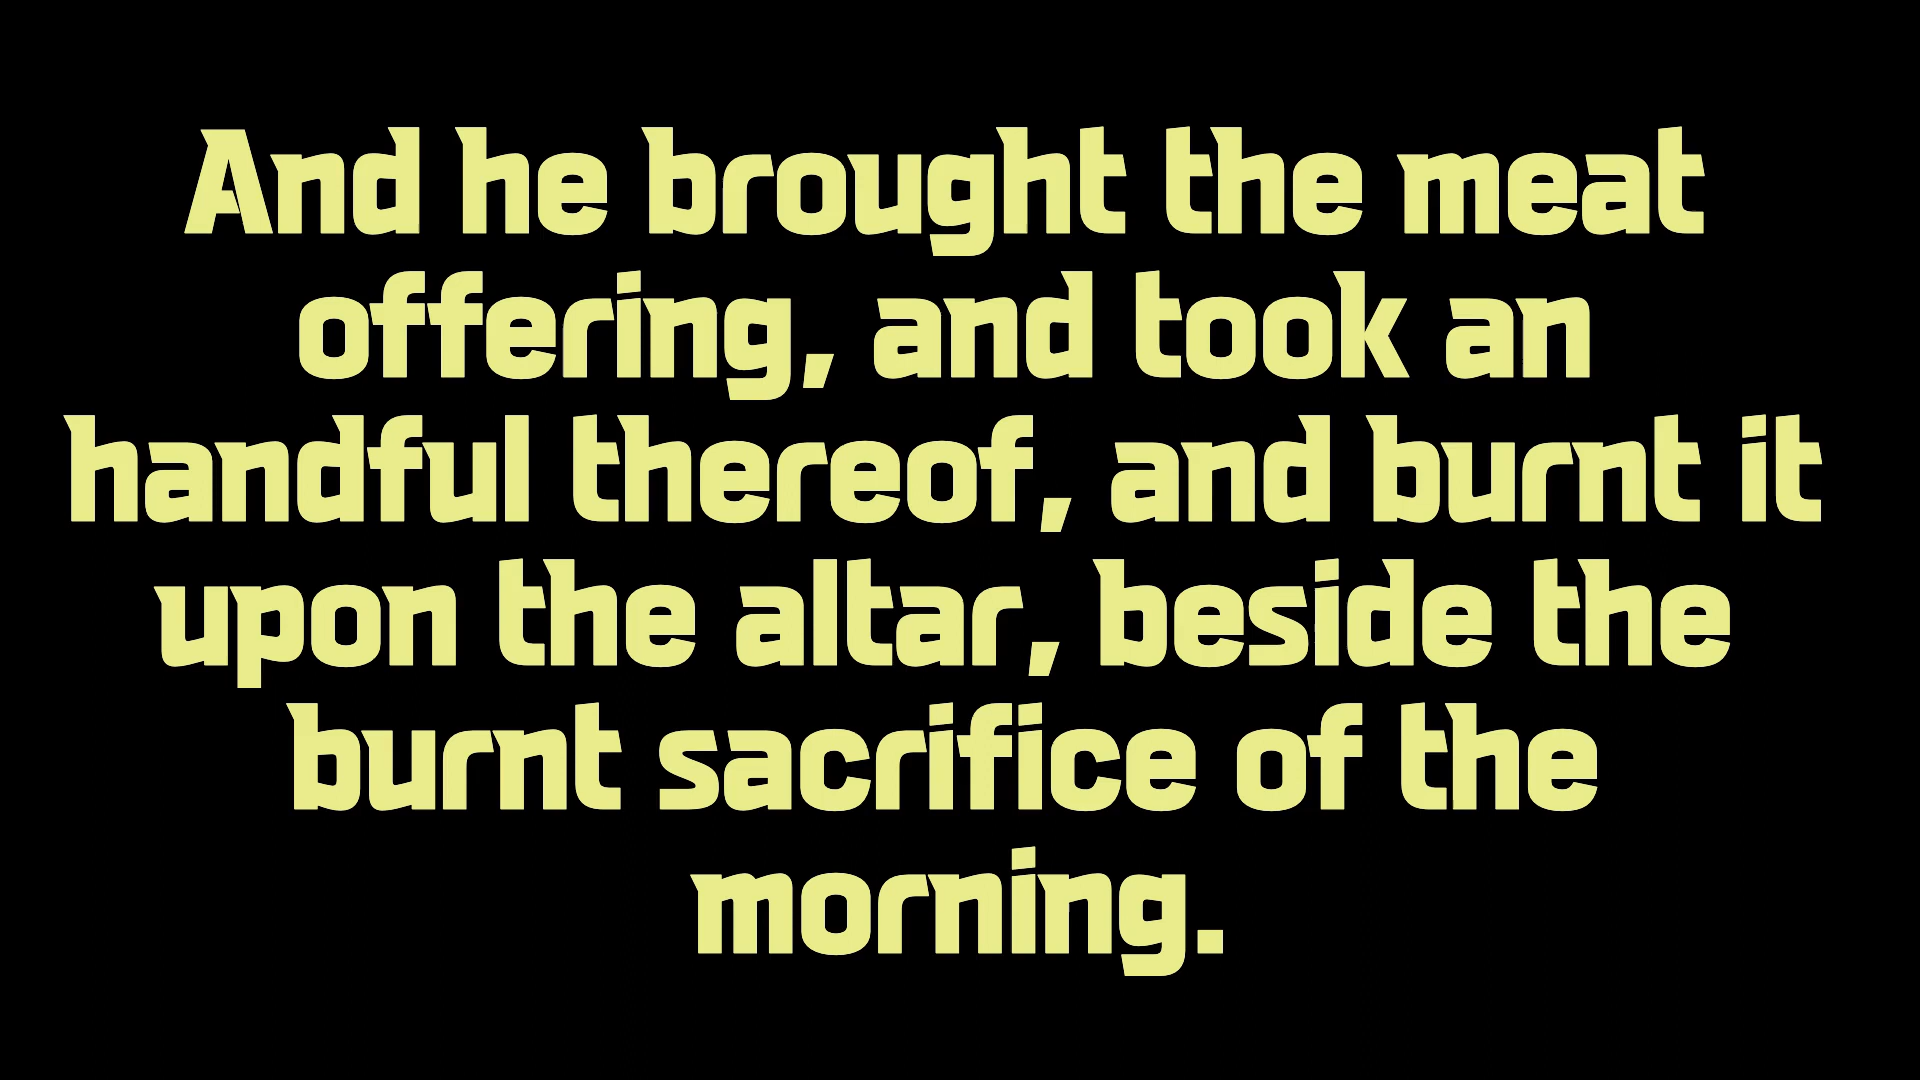 And he brought the meat
offering, and took an
handful thereof, and burnt it
upon the altar, beside the
burnt sacrifice of the
morning.